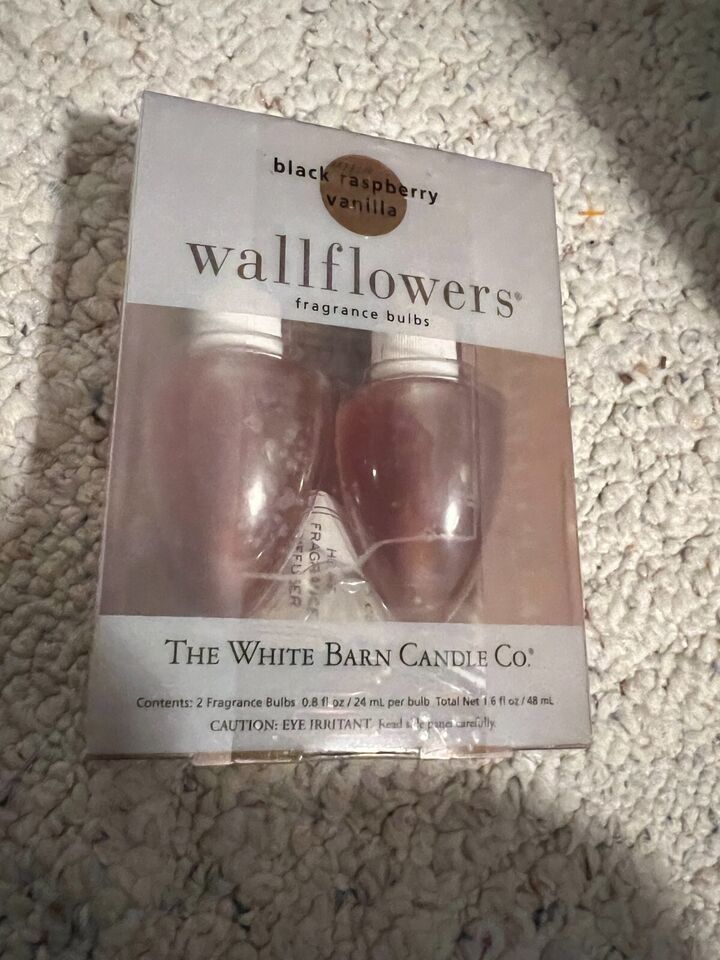 black raspberry
vanilla
wallflowers®
fragrance bulbs
FRAGRANCE
THE WHITE BARN CANDLE CO.®
Contents: 2 Fragrance Bulbs 0.8 fl oz / 24 mL per bulb Total Net 1.6 fl oz / 48 mL
CAUTION: EYE IRRITANT. Read side panel carefully.